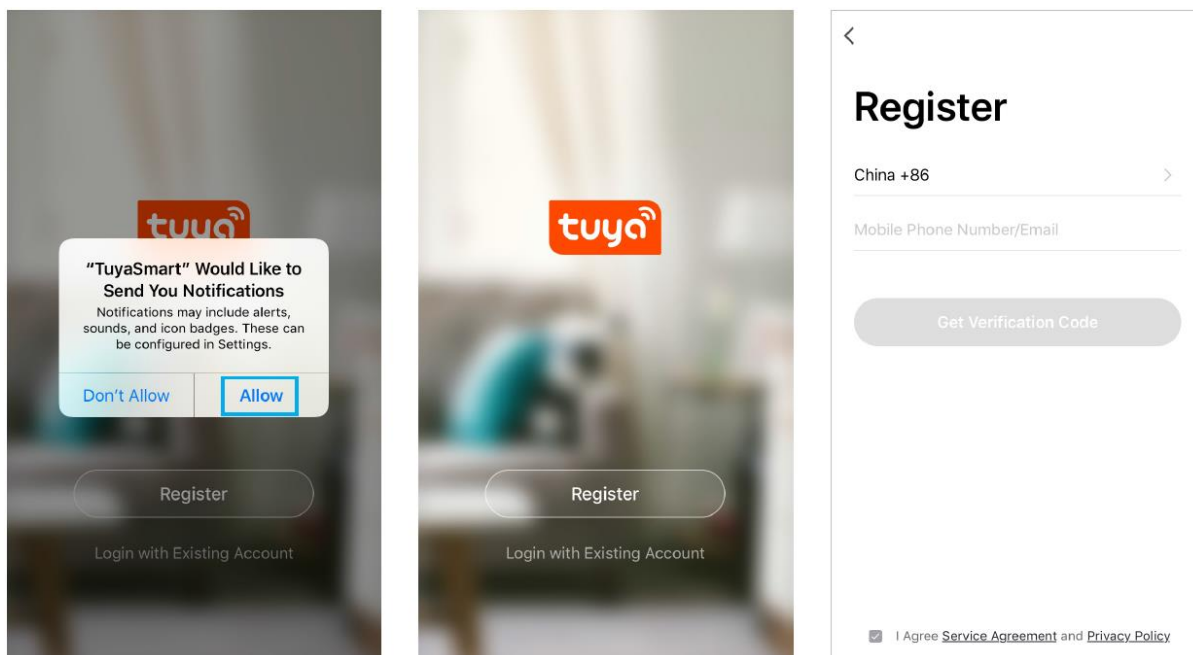 tuya
"TuyaSmart" Would Like to
Send You Notifications
Notifications may include alerts,
sounds, and icon badges. These can
be configured in Settings.
Don't Allow
Allow
Register
Login with Existing Account
tuya
Register
Login with Existing Account
Register
China +86
Mobile Phone Number/Email
Get Verification Code
I Agree Service Agreement and Privacy Policy